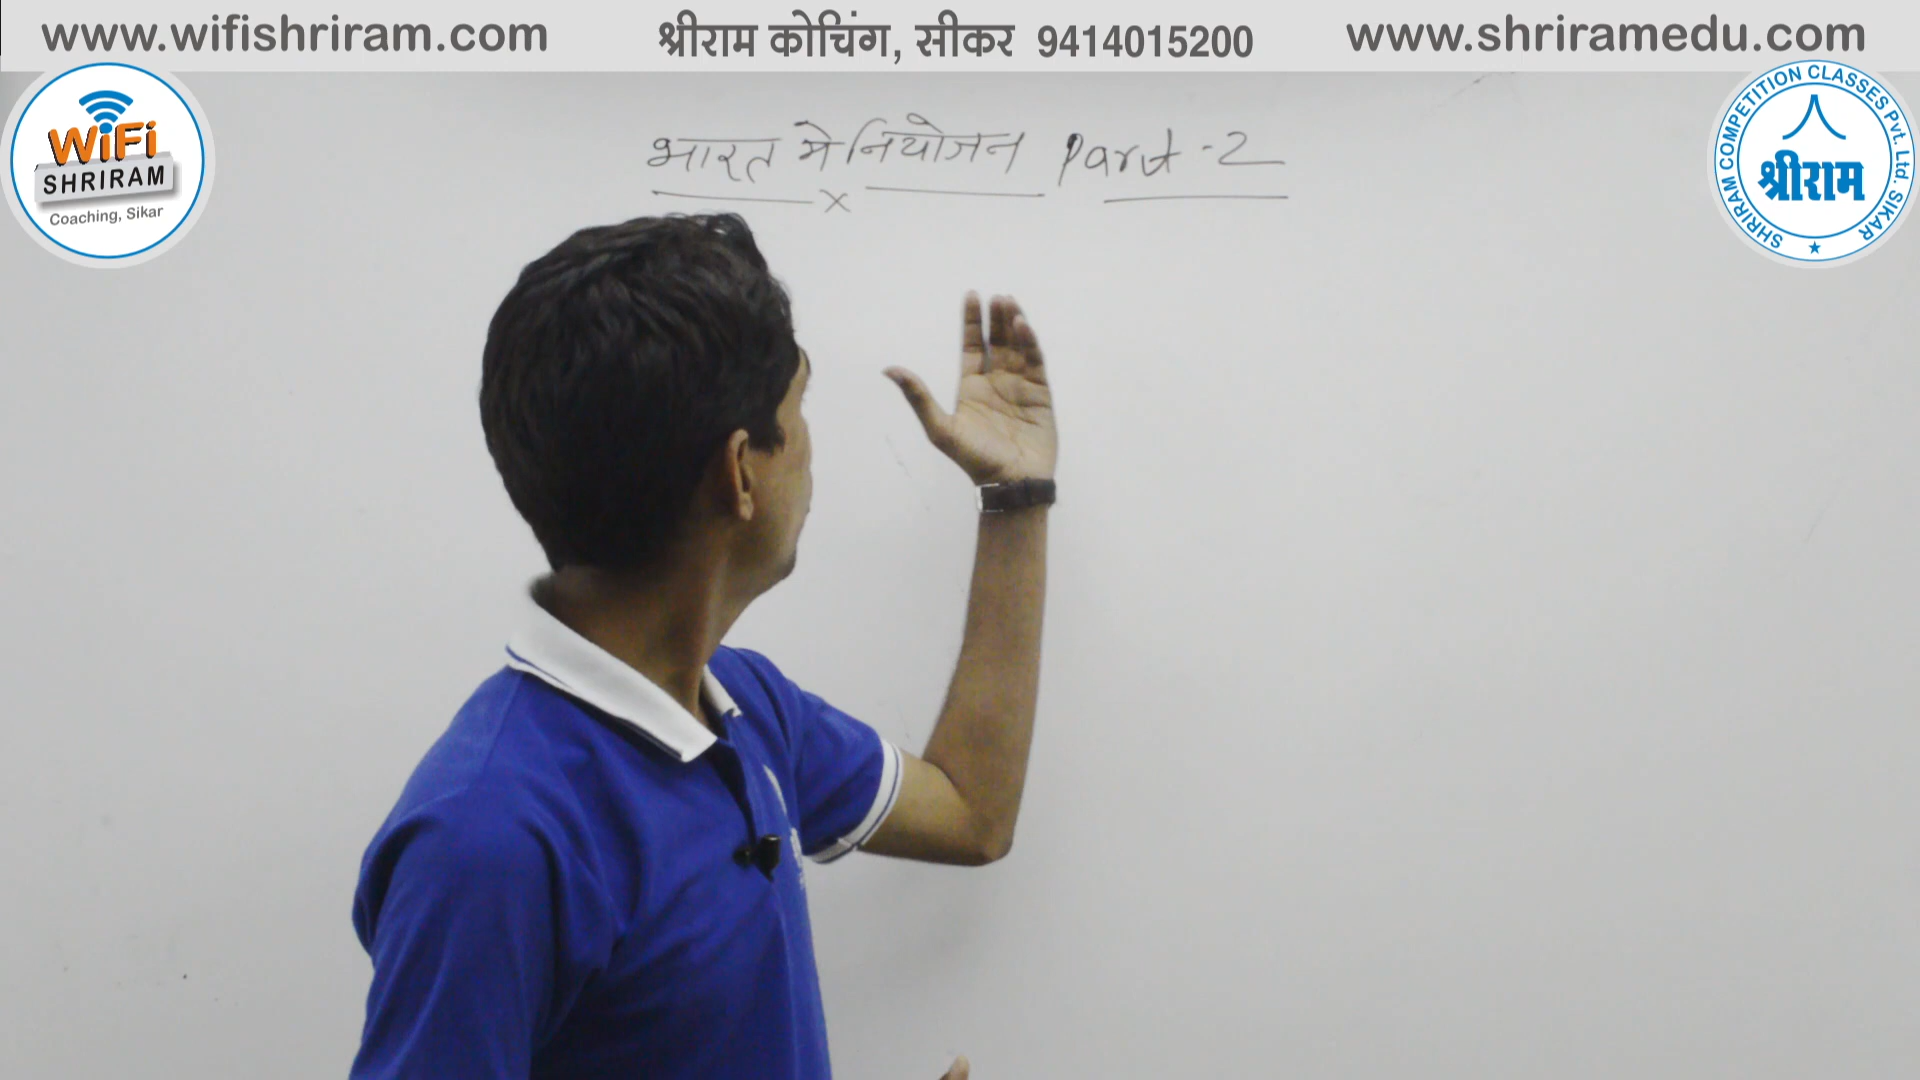 www.wifishriram.com श्रीराम कोचिंग, सीकर 9414015200 www.shriramedu.com
WiFi
SHRIRAM
Coaching, Sikar
SHRIRAM COMPETITION CLASSES Pvt. Ltd. SIKAR
श्रीराम
भारत मे नियोजन Part-2